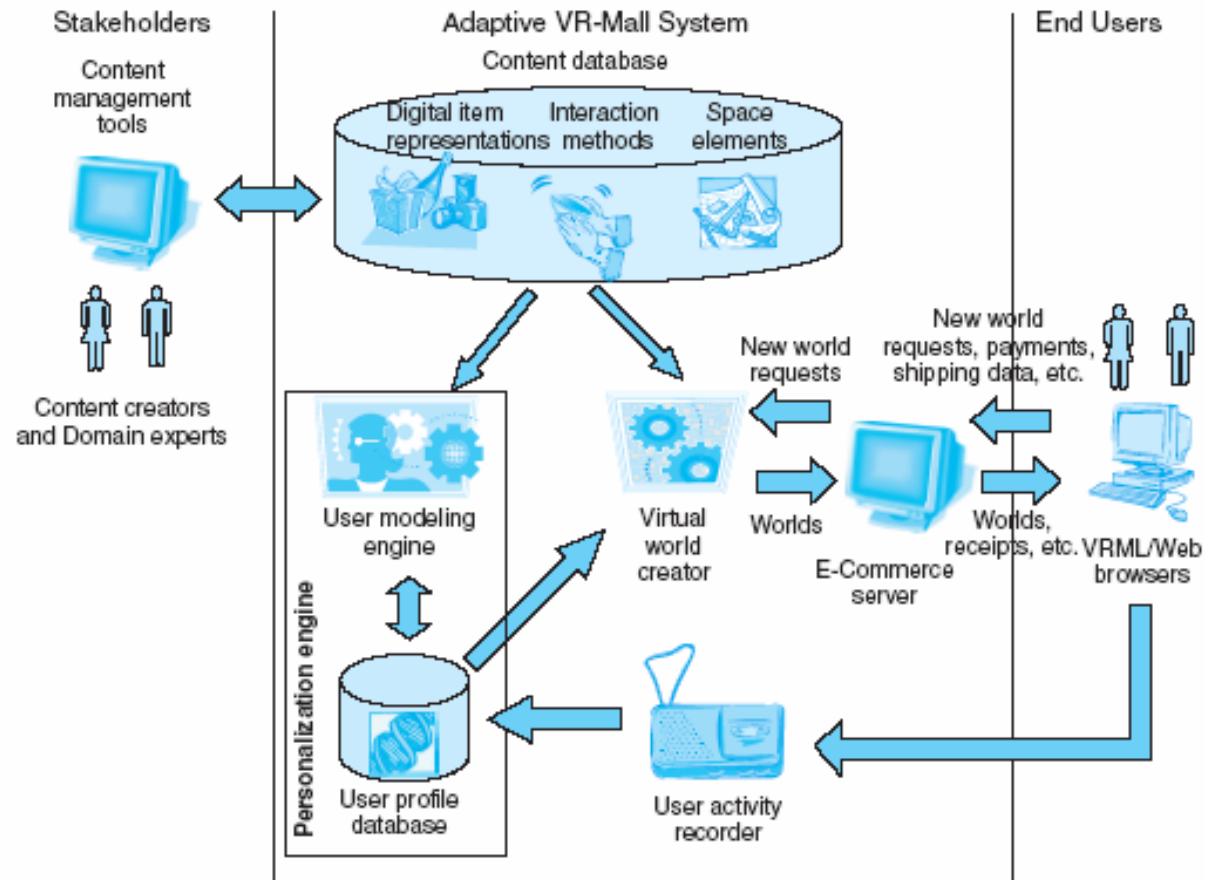 Stakeholders
Adaptive VR-Mall System
End Users
Content
management
tools
Content database
Digital item
representations
Interaction
methods
Space
elements
Content creators
and Domain experts
New world
requests
New world
requests, payments,
shipping data, etc.
User modeling
engine
Virtual
world
creator
Worlds
E-Commerce
server
Worlds,
receipts, etc.
VRML/Web
browsers
Personalization engine
User profile
database
User activity
recorder